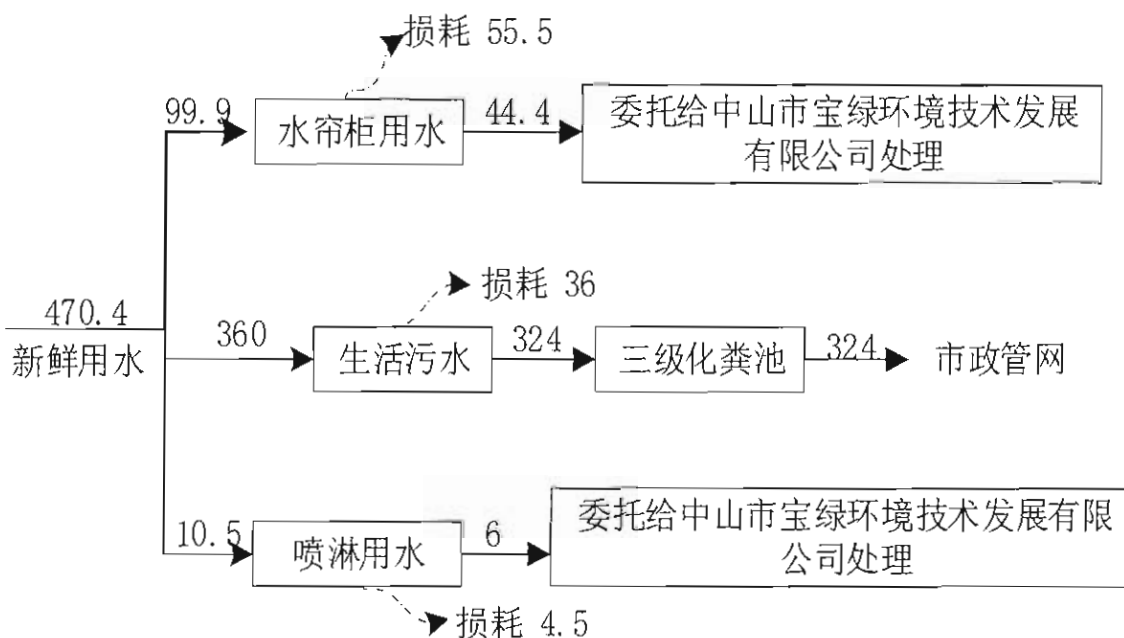 损耗 55.5
99.9
水帘柜用水
44.4
委托给中山市宝绿环境技术发展
有限公司处理
470.4
新鲜用水
损耗 36
360
生活污水
324
三级化粪池
324
市政管网
10.5
喷淋用水
6
委托给中山市宝绿环境技术发展有限
公司处理
损耗 4.5